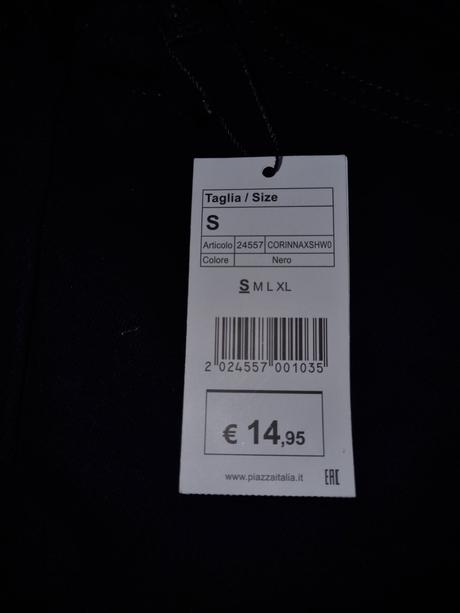 Taglia / Size
S
Articolo 24557 CORINNAXSHW0
Colore Nero
S M L XL
2 024557 001035
€ 14,95
www.piazzaitalia.it EAC